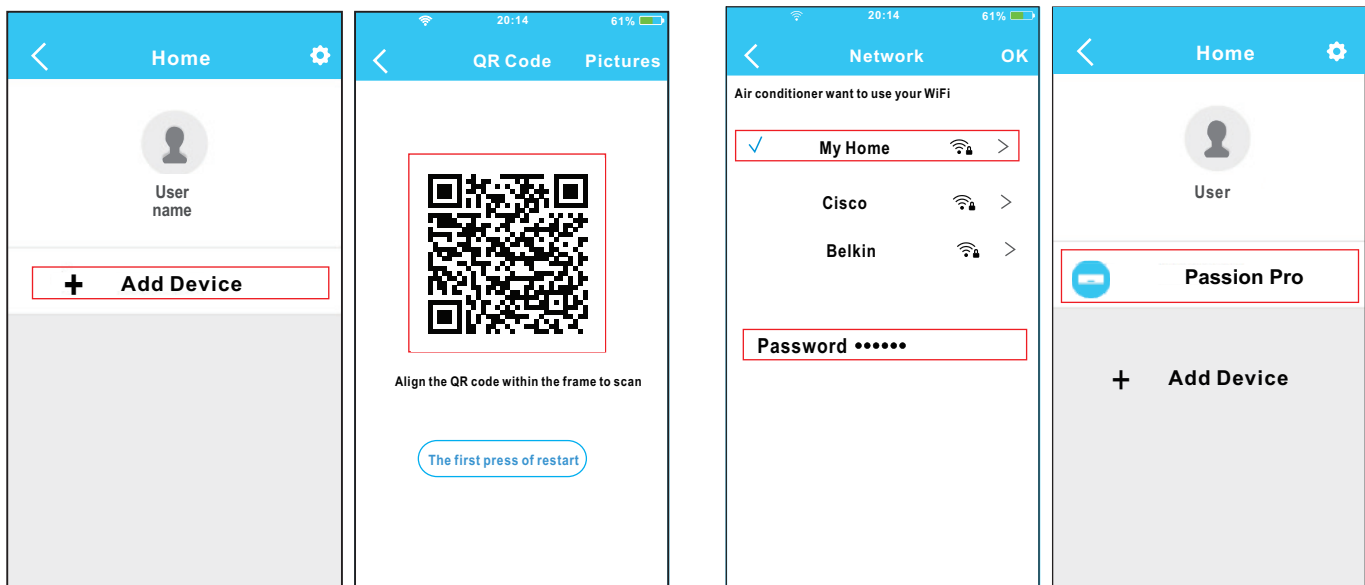 Home
User
name
+ Add Device
20:14
61%
QR Code
Pictures
Align the QR code within the frame to scan
The first press of restart
20:14
61%
Network
OK
Air conditioner want to use your WiFi
My Home
Cisco
Belkin
Password ••••••
Home
User
Passion Pro
+ Add Device